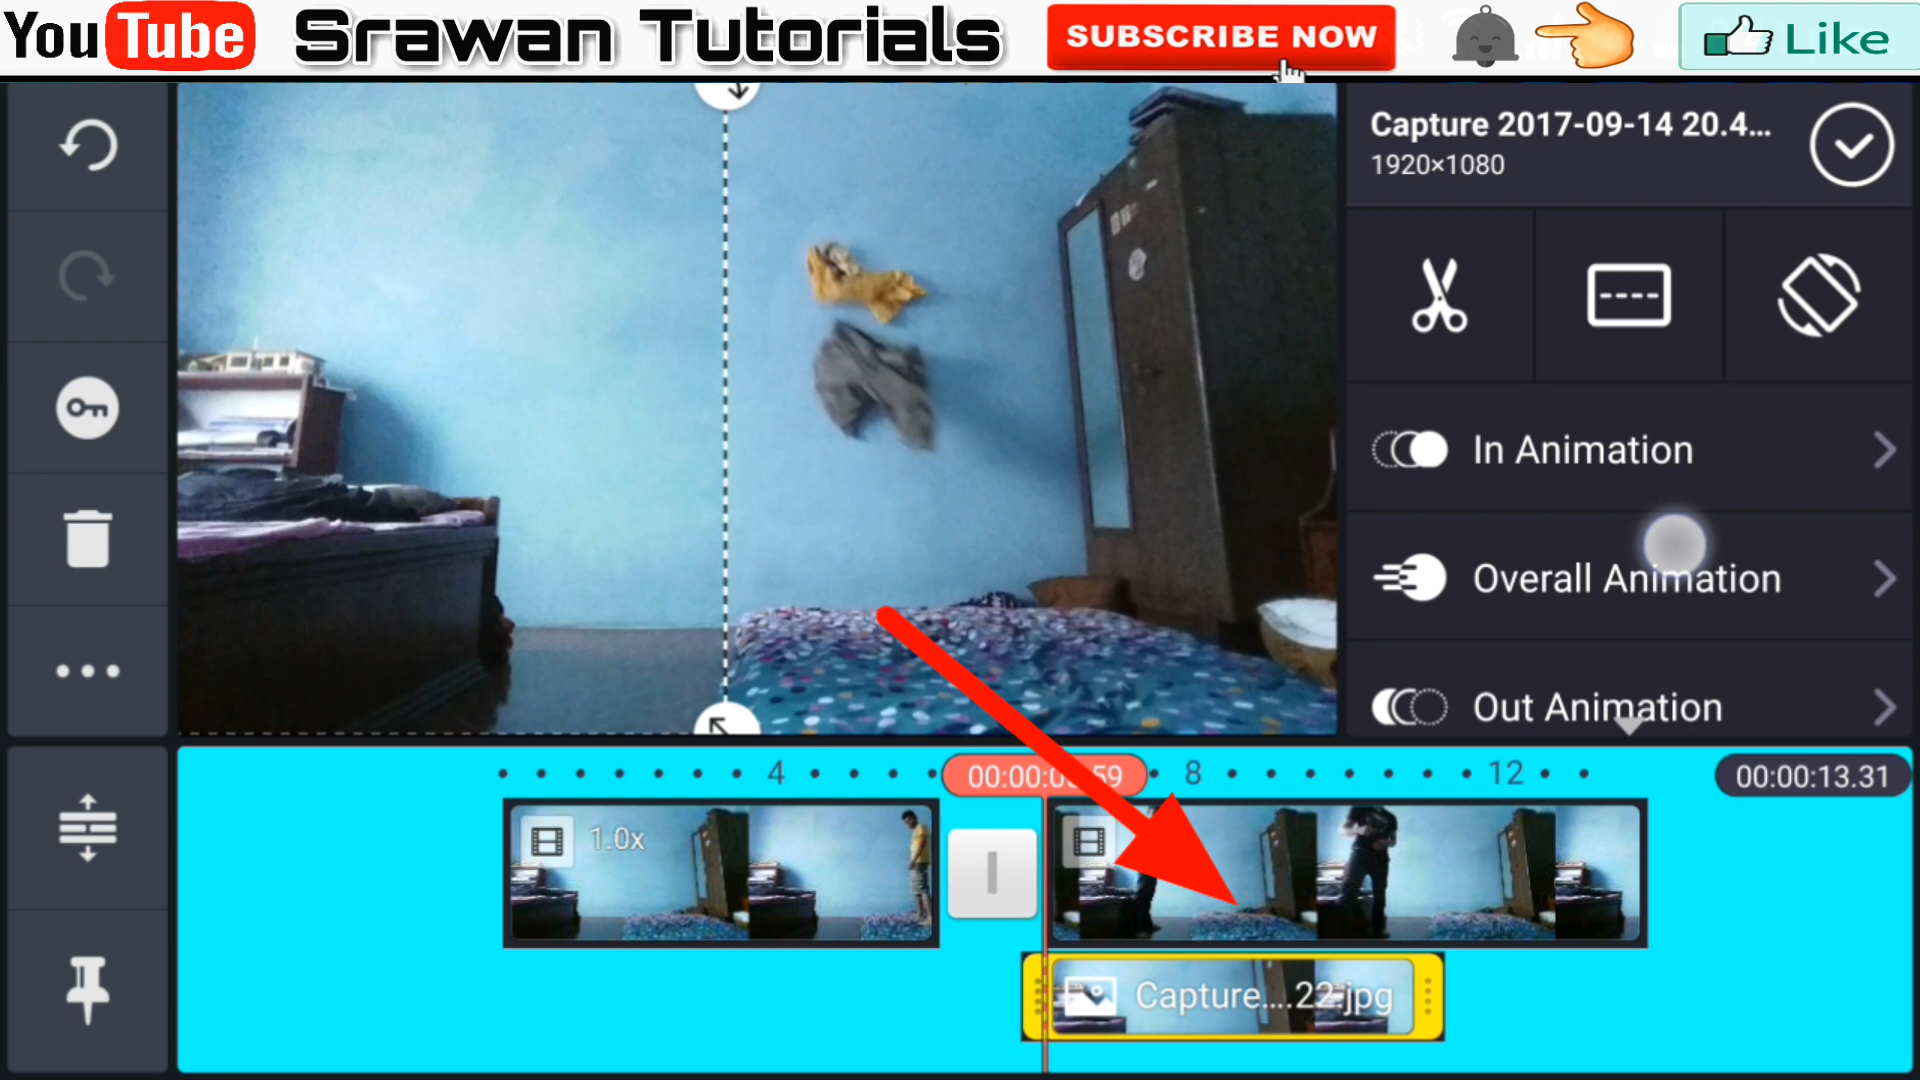 YouTube Srawan Tutorials SUBSCRIBE NOW Like
Capture 2017-09-14 20.4...
1920×1080
In Animation
Overall Animation
Out Animation
4 8 12 00:00:13.31
1.0x
Capture....22.jpg